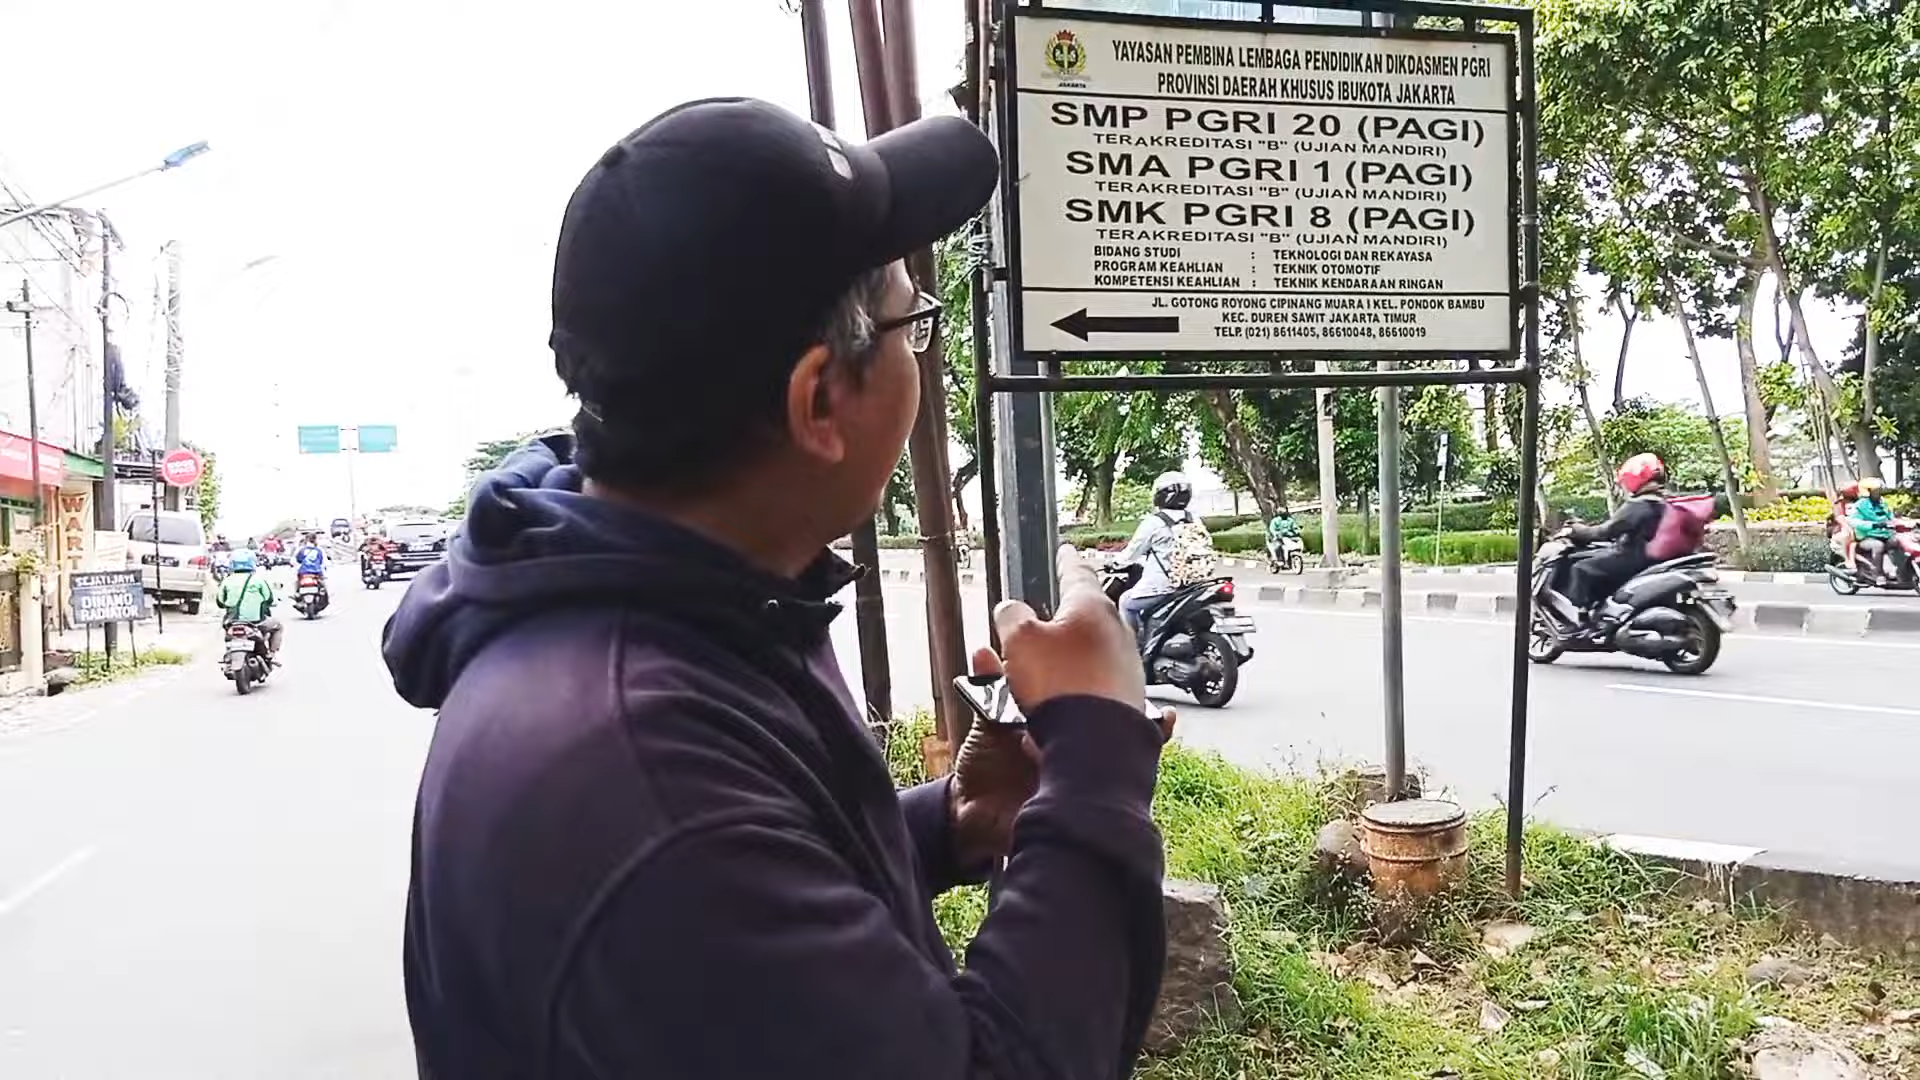 YAYASAN PEMBINA LEMBAGA PENDIDIKAN DIKDASMEN PGRI
PROVINSI DAERAH KHUSUS IBUKOTA JAKARTA
JAKARTA
SMP PGRI 20 (PAGI)
TERAKREDITASI "B" (UJIAN MANDIRI)
SMA PGRI 1 (PAGI)
TERAKREDITASI "B" (UJIAN MANDIRI)
SMK PGRI 8 (PAGI)
TERAKREDITASI "B" (UJIAN MANDIRI)
BIDANG STUDI : TEKNOLOGI DAN REKAYASA
PROGRAM KEAHLIAN : TEKNIK OTOMOTIF
KOMPETENSI KEAHLIAN : TEKNIK KENDARAAN RINGAN
JL. GOTONG ROYONG CIPINANG MUARA I KEL. PONDOK BAMBU
KEC. DUREN SAWIT JAKARTA TIMUR
TELP. (021) 8611405, 86610048, 86610019
SEJATI JAYA
DINAMO
RADIATOR